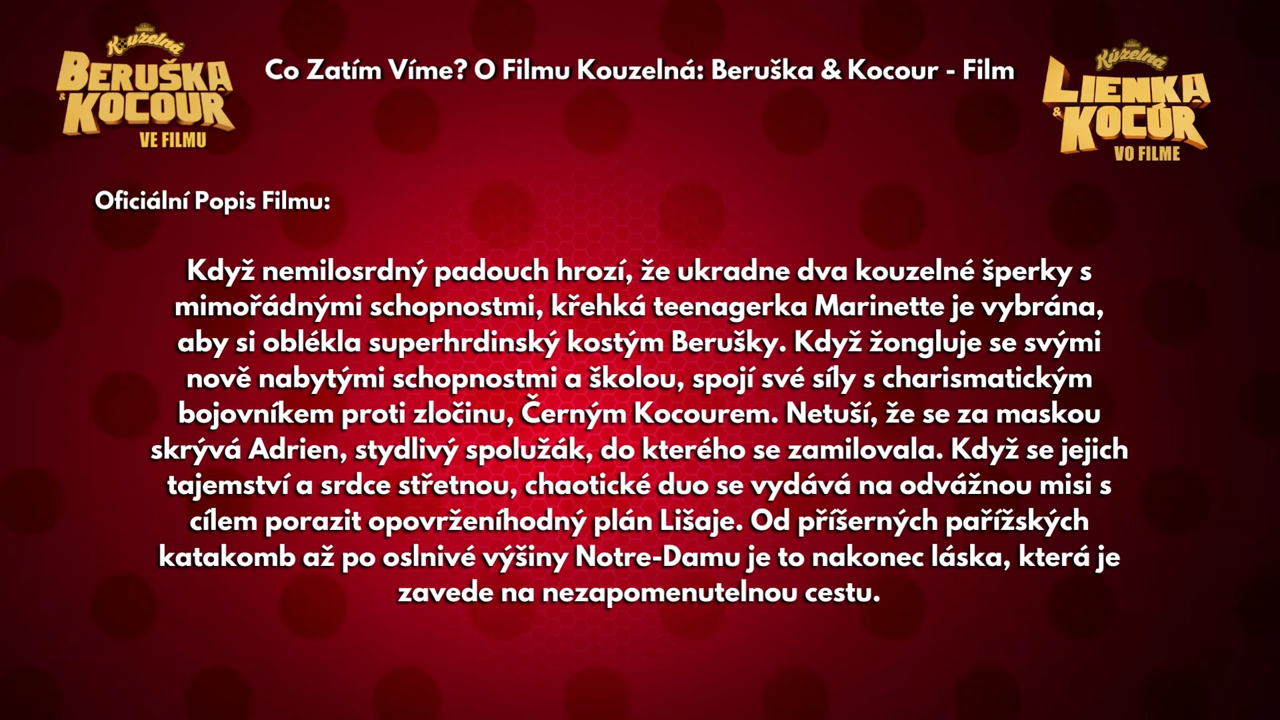 Kouzelná
BERUŠKA
& KOCOUR
VE FILMU
Co Zatím Víme? O Filmu Kouzelná: Beruška & Kocour - Film
Kúzelná
LIENKA
& KOCÚR
VO FILME
Oficiální Popis Filmu:
Když nemilosrdný padouch hrozí, že ukradne dva kouzelné šperky s
mimořádnými schopnostmi, křehká teenagerka Marinette je vybrána,
aby si oblékla superhrdinský kostým Berušky. Když žongluje se svými
nově nabytými schopnostmi a školou, spojí své síly s charismatickým
bojovníkem proti zločinu, Černým Kocourem. Netuší, že se za maskou
skrývá Adrien, stydlivý spolužák, do kterého se zamilovala. Když se jejich
tajemství a srdce střetnou, chaotické duo se vydává na odvážnou misi s
cílem porazit opovrženíhodný plán Lišaje. Od příšerných pařížských
katakomb až po oslnivé výšiny Notre-Damu je to nakonec láska, která je
zavede na nezapomenutelnou cestu.